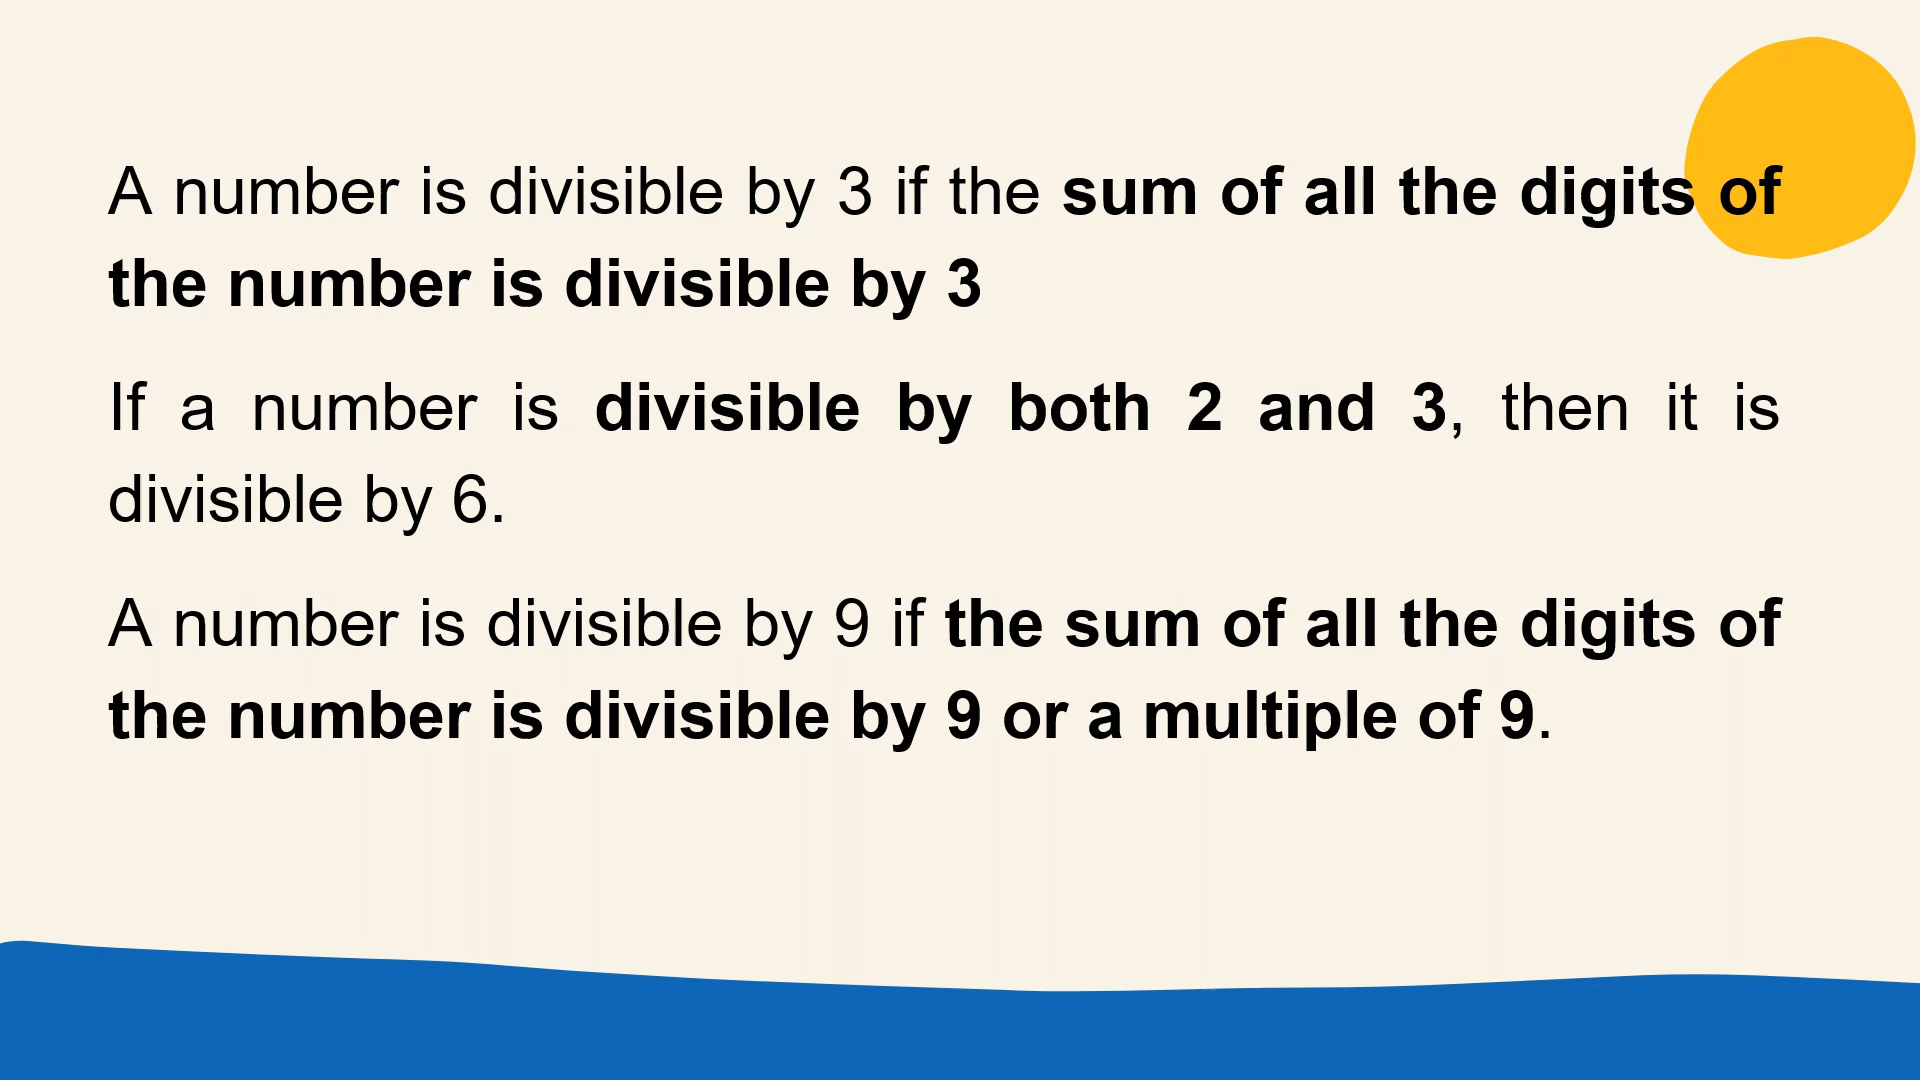 A number is divisible by 3 if the sum of all the digits of
the number is divisible by 3
If a number is divisible by both 2 and 3, then it is
divisible by 6.
A number is divisible by 9 if the sum of all the digits of
the number is divisible by 9 or a multiple of 9.